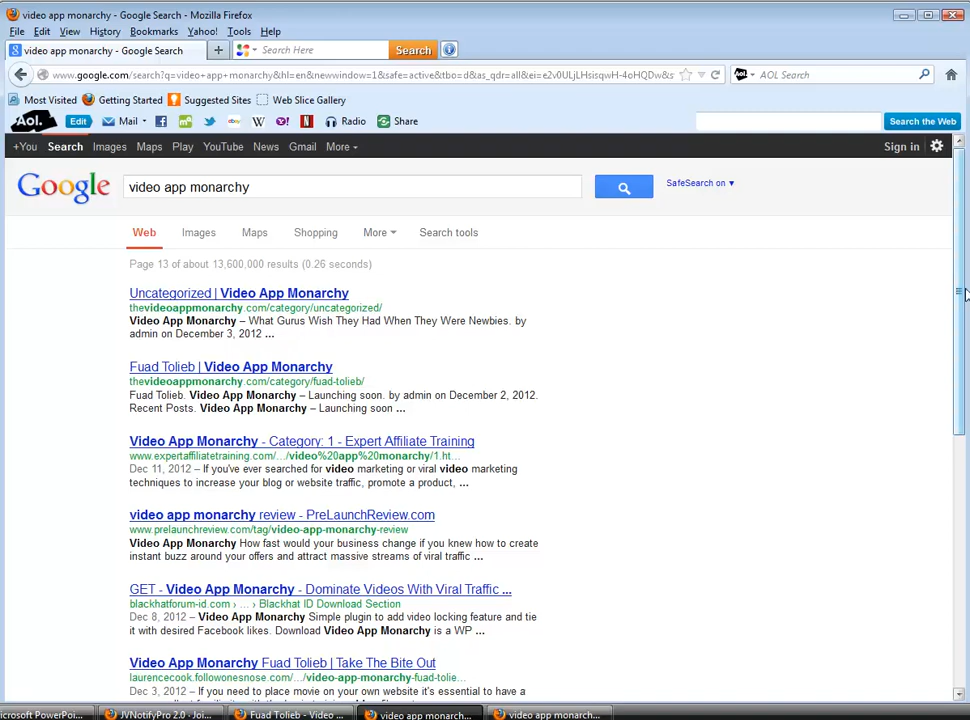 video app monarchy - Google Search - Mozilla Firefox
File Edit View History Bookmarks Yahoo! Tools Help
video app monarchy - Google Search + Search Here Search
www.google.com/search?q=video+app+monarchy&hl=en&newwindow=1&safe=active&tbo=d&as_qdr=all&ei=e2v0ULjLHsisqwH-4oHQDw&s Aol. AOL Search
Most Visited Getting Started Suggested Sites Web Slice Gallery
Aol. Edit Mail Radio Share Search the Web
+You Search Images Maps Play YouTube News Gmail More Sign in
Google video app monarchy SafeSearch on
Web Images Maps Shopping More Search tools
Page 13 of about 13,600,000 results (0.26 seconds)
Uncategorized | Video App Monarchy
thevideoappmonarchy.com/category/uncategorized/
Video App Monarchy – What Gurus Wish They Had When They Were Newbies. by
admin on December 3, 2012 ...
Fuad Tolieb | Video App Monarchy
thevideoappmonarchy.com/category/fuad-tolieb/
Fuad Tolieb. Video App Monarchy – Launching soon. by admin on December 2, 2012.
Recent Posts. Video App Monarchy – Launching soon ...
Video App Monarchy - Category: 1 - Expert Affiliate Training
www.expertaffiliatetraining.com/.../video%20app%20monarchy/1.ht...
Dec 11, 2012 – If you've ever searched for video marketing or viral video marketing
techniques to increase your blog or website traffic, promote a product, ...
video app monarchy review - PreLaunchReview.com
www.prelaunchreview.com/tag/video-app-monarchy-review
Video App Monarchy How fast would your business change if you knew how to create
instant buzz around your offers and attract massive streams of viral traffic ...
GET - Video App Monarchy - Dominate Videos With Viral Traffic ...
blackhatforum-id.com › ... › Blackhat ID Download Section
Dec 8, 2012 – Video App Monarchy Simple plugin to add video locking feature and tie
it with desired Facebook likes. Download Video App Monarchy is a WP ...
Video App Monarchy Fuad Tolieb | Take The Bite Out
laurencecook.followonesnose.com/.../video-app-monarchy-fuad-tolie...
Dec 3, 2012 – If you need to place movie on your own website it's essential to have a
icrosoft PowerPoi... JVNotifyPro 2.0 - Joi... Fuad Tolieb - Video ... video app monarch... video app monarch...